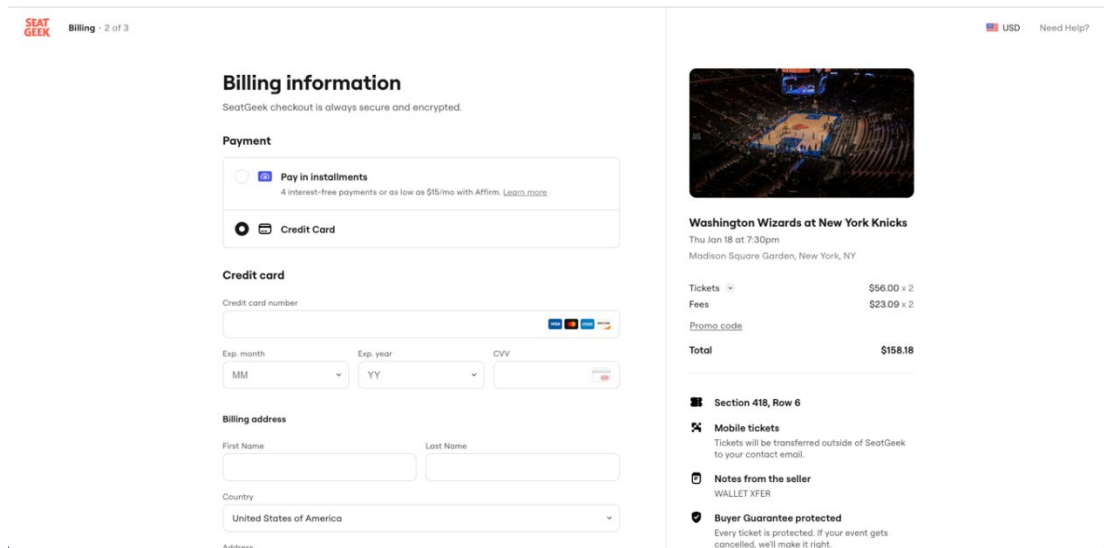 SEAT
GEEK
Billing - 2 of 3
USD
Need Help?
Billing information
SeatGeek checkout is always secure and encrypted.
Payment
Pay in installments
4 interest-free payments or as low as $15/mo with Affirm. Learn more
Credit Card
Credit card
Credit card number
VISA
Exp. month
Exp. year
CVV
MM
YY
Billing address
First Name
Last Name
Country
United States of America
Address
Washington Wizards at New York Knicks
Thu Jan 18 at 7:30pm
Madison Square Garden, New York, NY
Tickets
$56.00 x 2
Fees
$23.09 x 2
Promo code
Total
$158.18
Section 418, Row 6
Mobile tickets
Tickets will be transferred outside of SeatGeek
to your contact email.
Notes from the seller
WALLET XFER
Buyer Guarantee protected
Every ticket is protected. If your event gets
cancelled, we'll make it right.